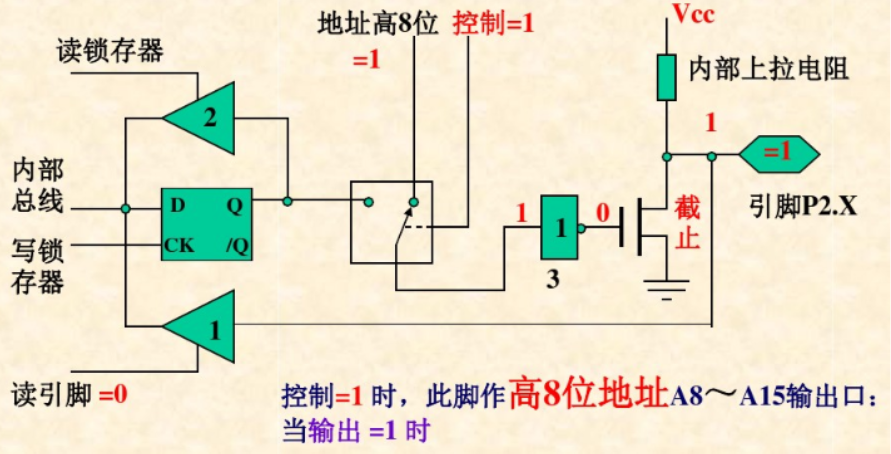 地址高8位 控制=1
=1
Vcc
读锁存器
内部上拉电阻
2
1
=1
内部
总线
D Q
CK /Q
写锁
存器
1
1
0
截
止
引脚P2.X
3
1
读引脚 =0
控制=1 时，此脚作高8位地址A8～A15输出口：
当输出 =1 时